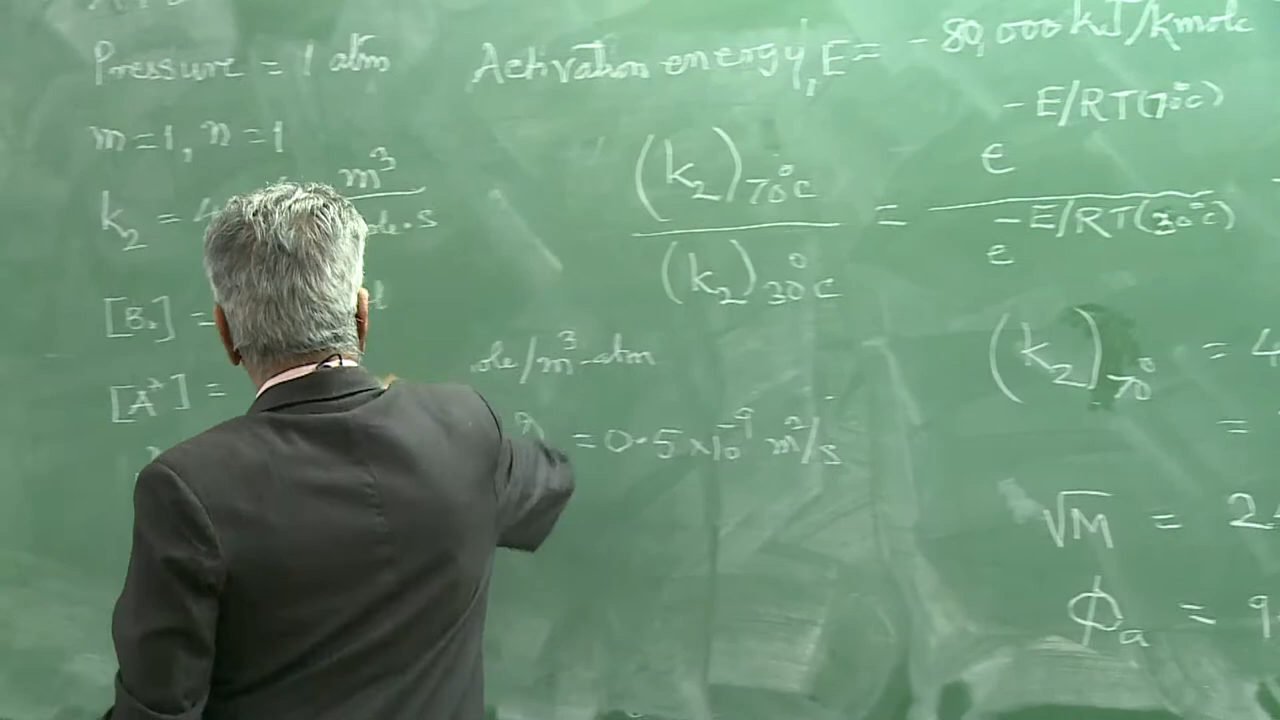 Pressure = 1 atm
m=1, n=1
k₂ = 4 m³
ole.s
[B₀] =
[A*] =
Activation energy, E = -80,000 kJ/kmole
(k₂)70°C = e -E/RT(70°C)
(k₂)30°C e -E/RT(30°C)
ole/m³-atm
= 0.5 ×10⁻⁹ m²/s
(k₂)70° = 4
=
√M = 2
ϕa = 9